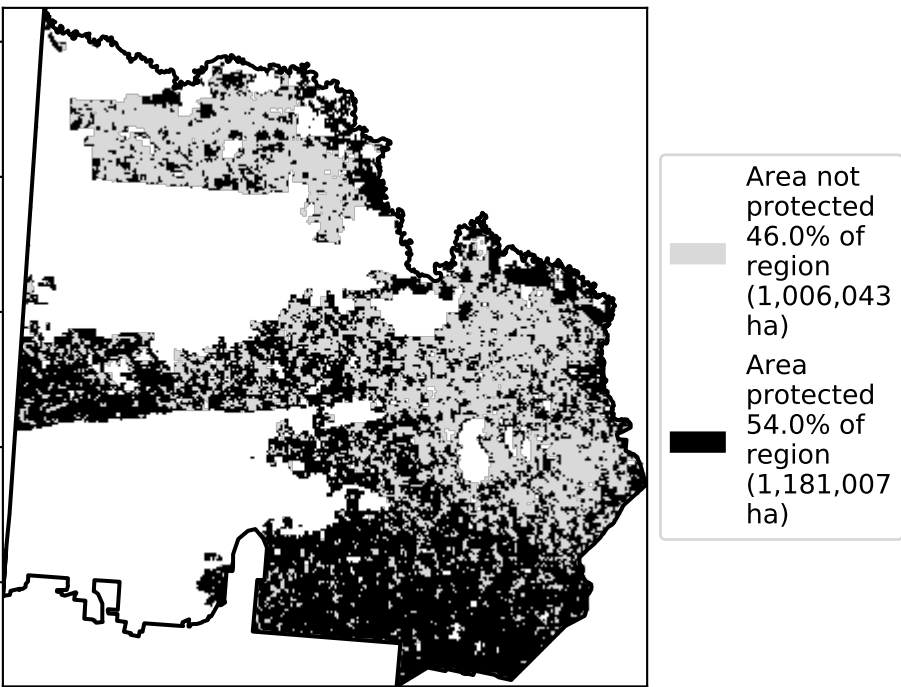 Area not
protected
46.0% of
region
(1,006,043
ha)
Area
protected
54.0% of
region
(1,181,007
ha)